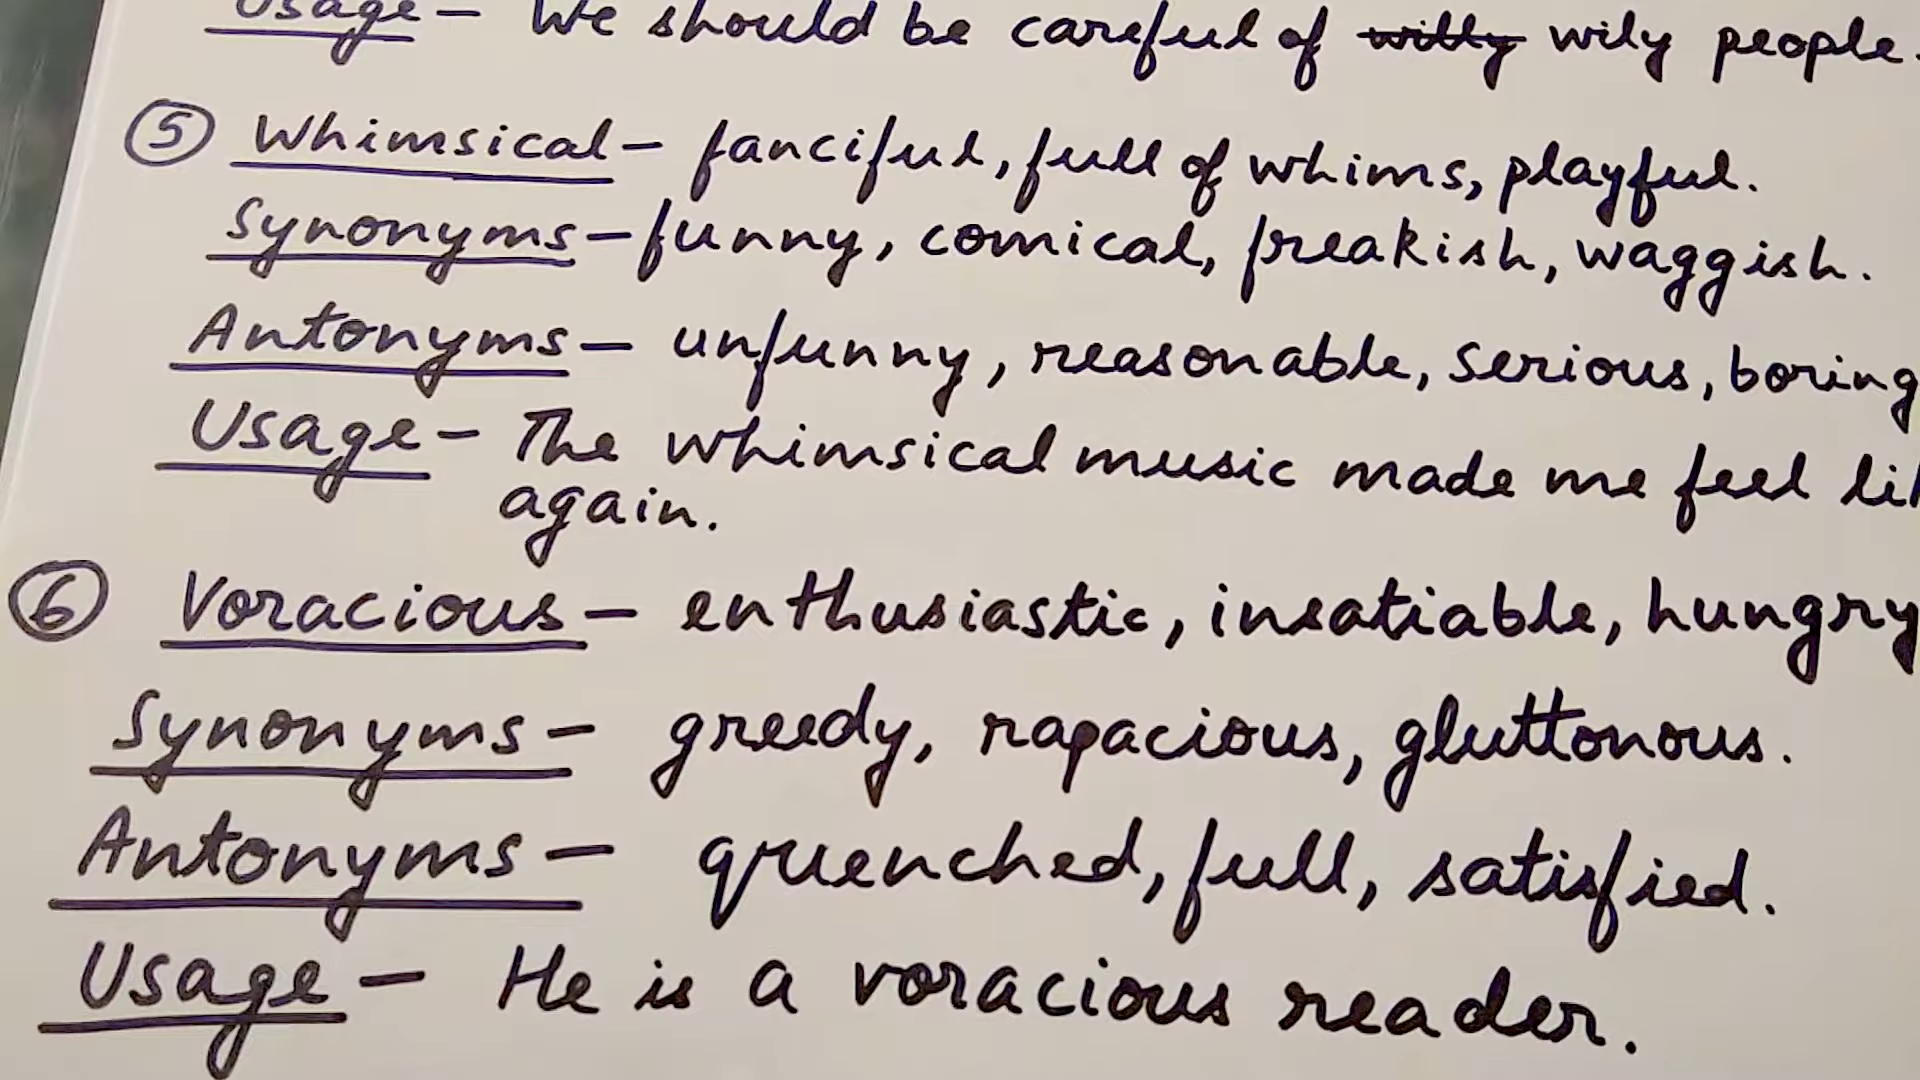 Usage - We should be careful of witty wily people.
⑤ Whimsical - fanciful, full of whims, playful.
Synonyms - funny, comical, freakish, waggish.
Antonyms - unfunny, reasonable, serious, boring
Usage - The whimsical music made me feel
again.
⑥ Voracious - enthusiastic, insatiable, hungry
Synonyms - greedy, rapacious, gluttonous.
Antonyms - quenched, full, satisfied.
Usage - He is a voracious reader.